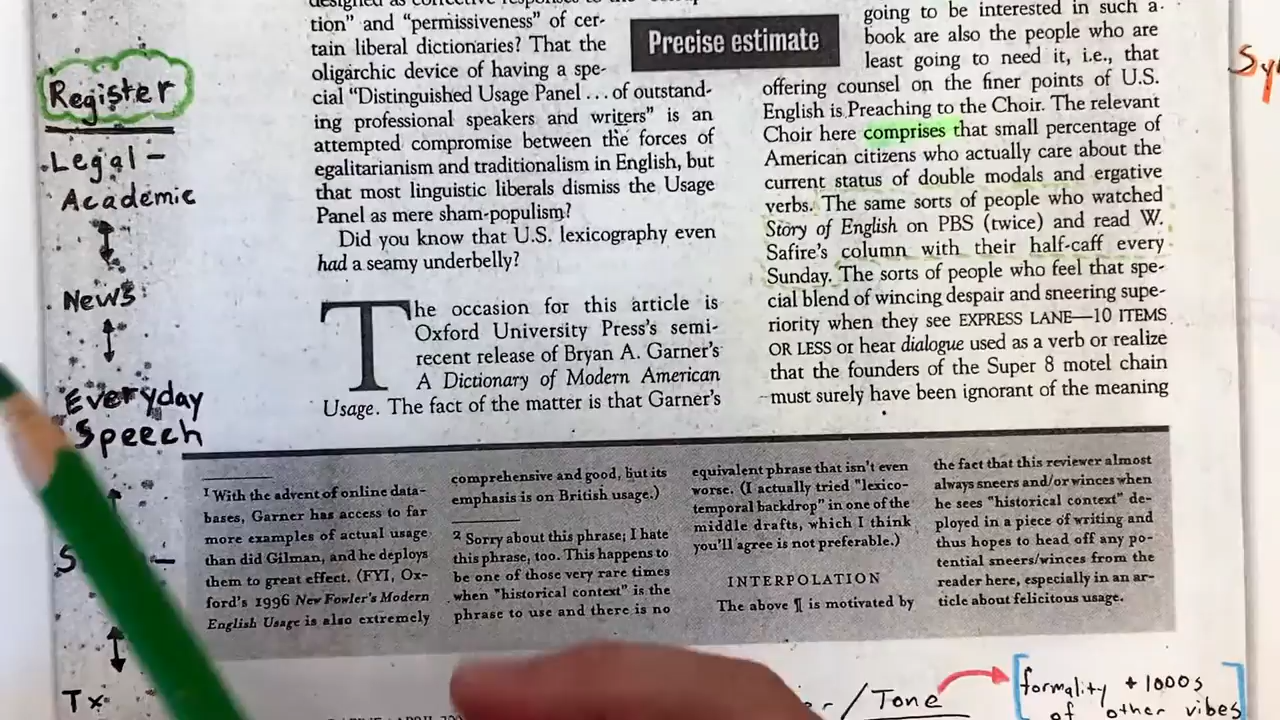 Register
Legal -
Academic
News
Everyday
Speech
S
Tx
tion” and “permissiveness” of cer-
tain liberal dictionaries? That the
oligarchic device of having a spe-
cial “Distinguished Usage Panel . . . of outstand-
ing professional speakers and writers” is an
attempted compromise between the forces of
egalitarianism and traditionalism in English, but
that most linguistic liberals dismiss the Usage
Panel as mere sham-populism?
Did you know that U.S. lexicography even
had a seamy underbelly?
The occasion for this article is
Oxford University Press’s semi-
recent release of Bryan A. Garner’s
A Dictionary of Modern American
Usage. The fact of the matter is that Garner’s
Precise estimate
going to be interested in such a
book are also the people who are
least going to need it, i.e., that
offering counsel on the finer points of U.S.
English is Preaching to the Choir. The relevant
Choir here comprises that small percentage of
American citizens who actually care about the
current status of double modals and ergative
verbs. The same sorts of people who watched
Story of English on PBS (twice) and read W.
Safire’s column with their half-caff every
Sunday. The sorts of people who feel that spe-
cial blend of wincing despair and sneering supe-
riority when they see EXPRESS LANE—10 ITEMS
OR LESS or hear dialogue used as a verb or realize
that the founders of the Super 8 motel chain
must surely have been ignorant of the meaning
1 With the advent of online data-
bases, Garner has access to far
more examples of actual usage
than did Gilman, and he deploys
them to great effect. (FYI, Ox-
ford’s 1996 New Fowler’s Modern
English Usage is also extremely
comprehensive and good, but its
emphasis is on British usage.)
2 Sorry about this phrase; I hate
this phrase, too. This happens to
be one of those very rare times
when "historical context" is the
phrase to use and there is no
equivalent phrase that isn’t even
worse. (I actually tried "lexico-
temporal backdrop" in one of the
middle drafts, which I think
you’ll agree is not preferable.)
INTERPOLATION
The above ¶ is motivated by
the fact that this reviewer almost
always sneers and/or winces when
he sees "historical context" de-
ployed in a piece of writing and
thus hopes to head off any po-
tential sneers/winces from the
reader here, especially in an ar-
ticle about felicitous usage.
/ Tone
formality + 1000s
of other vibes